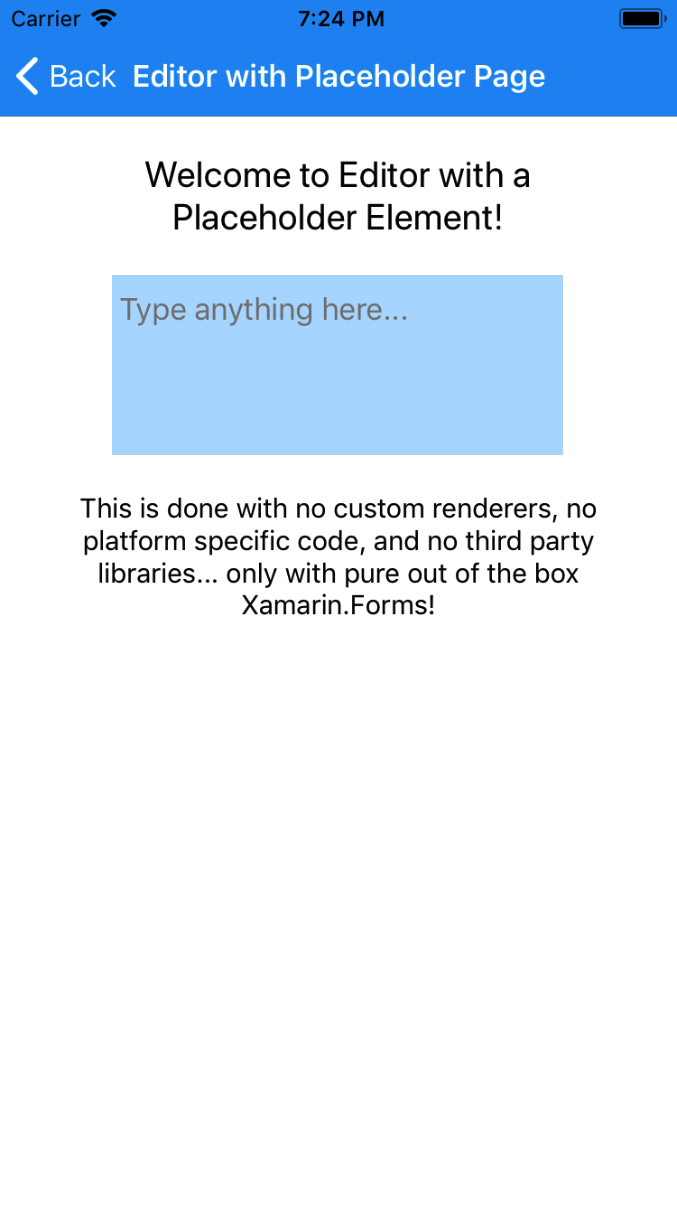 Carrier 7:24 PM
Back Editor with Placeholder Page
Welcome to Editor with a
Placeholder Element!
Type anything here...
This is done with no custom renderers, no
platform specific code, and no third party
libraries... only with pure out of the box
Xamarin.Forms!